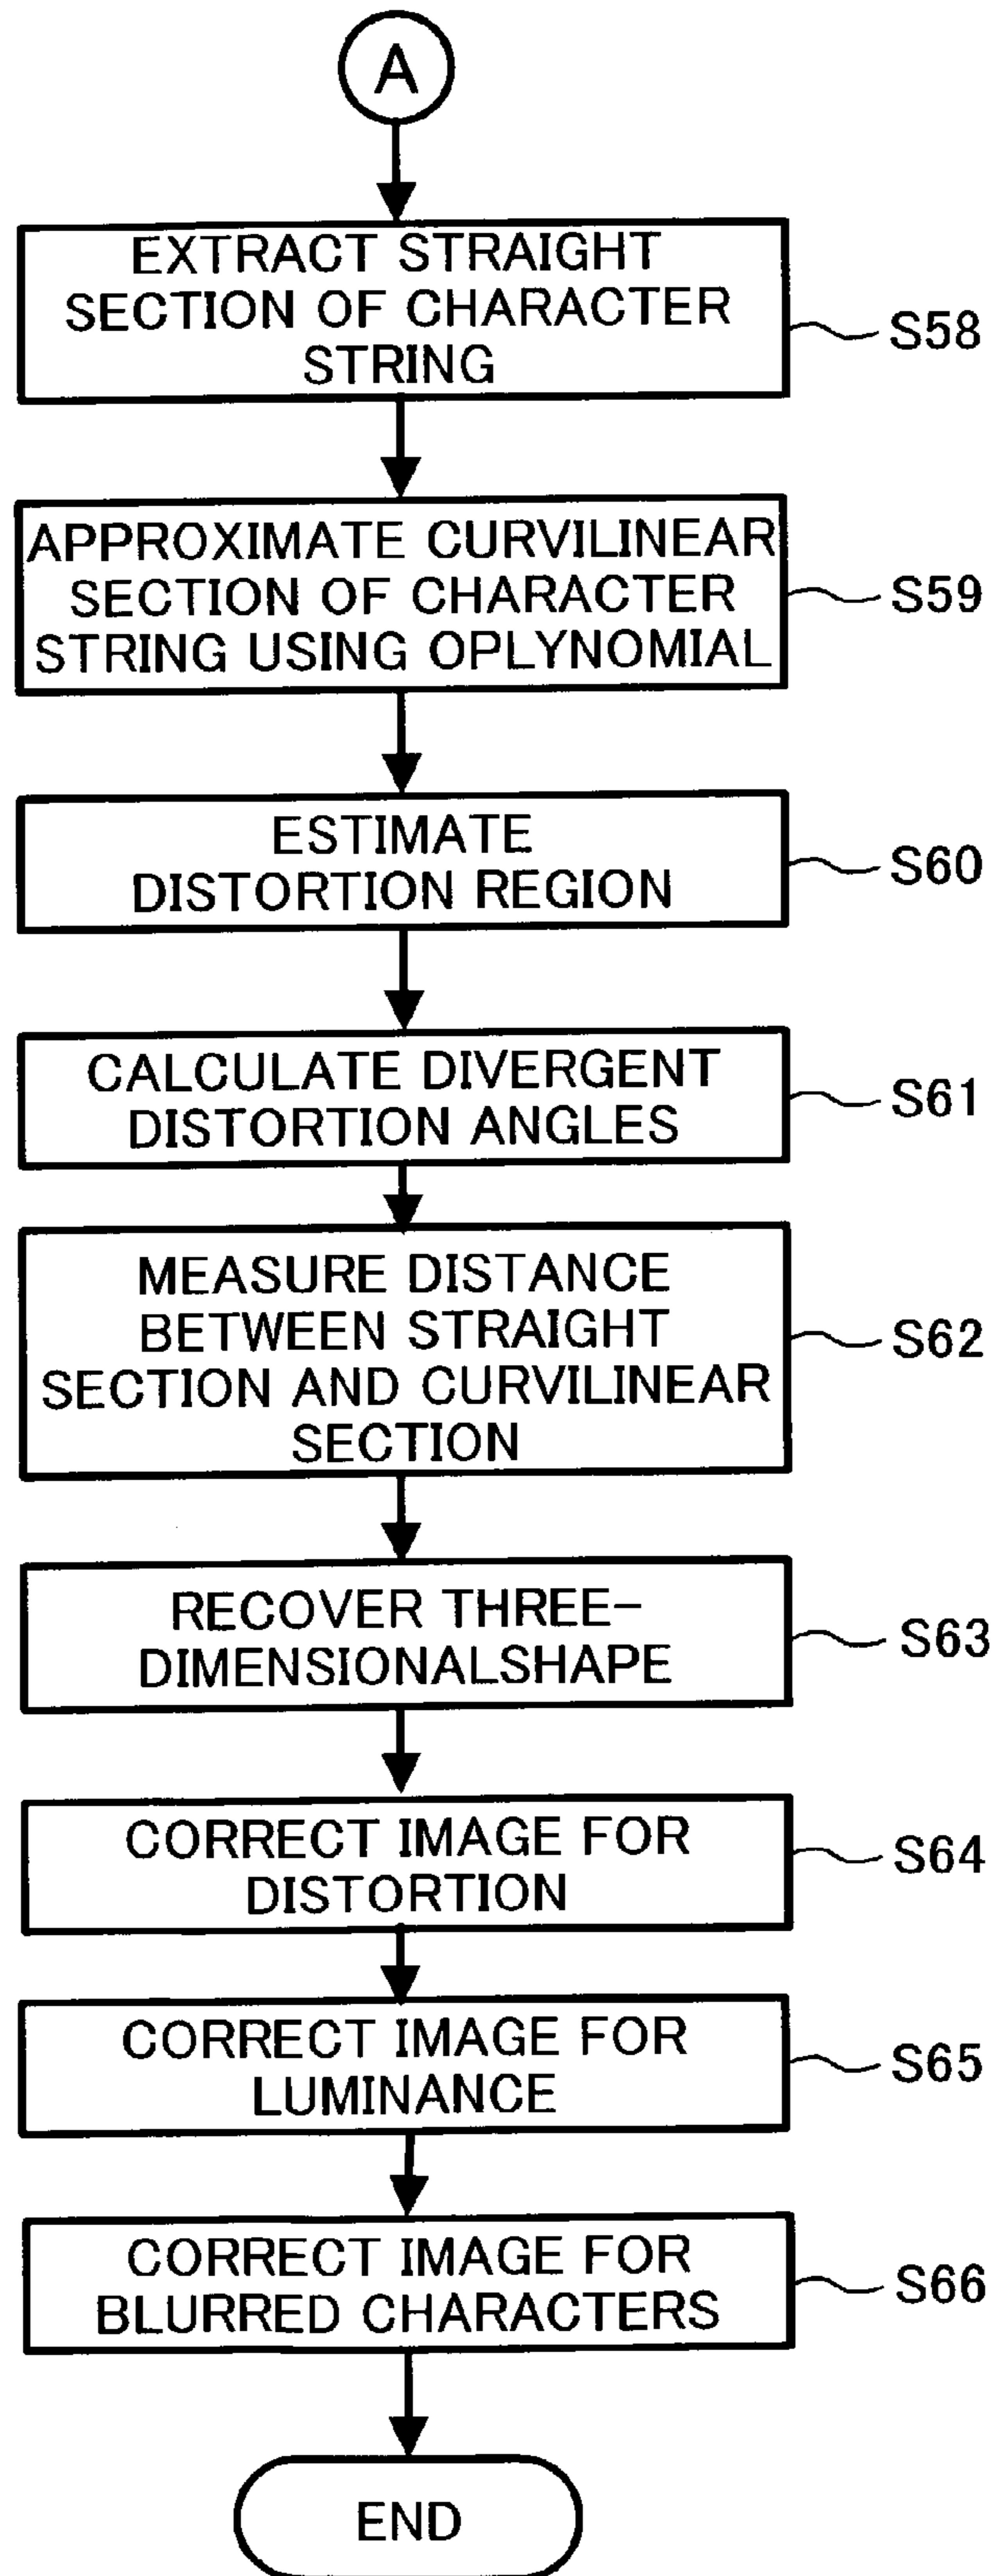 A
EXTRACT STRAIGHT
SECTION OF CHARACTER
STRING
S58
APPROXIMATE CURVILINEAR
SECTION OF CHARACTER
STRING USING OPLYNOMIAL
S59
ESTIMATE
DISTORTION REGION
S60
CALCULATE DIVERGENT
DISTORTION ANGLES
S61
MEASURE DISTANCE
BETWEEN STRAIGHT
SECTION AND CURVILINEAR
SECTION
S62
RECOVER THREE-
DIMENSIONALSHAPE
S63
CORRECT IMAGE FOR
DISTORTION
S64
CORRECT IMAGE FOR
LUMINANCE
S65
CORRECT IMAGE FOR
BLURRED CHARACTERS
S66
END